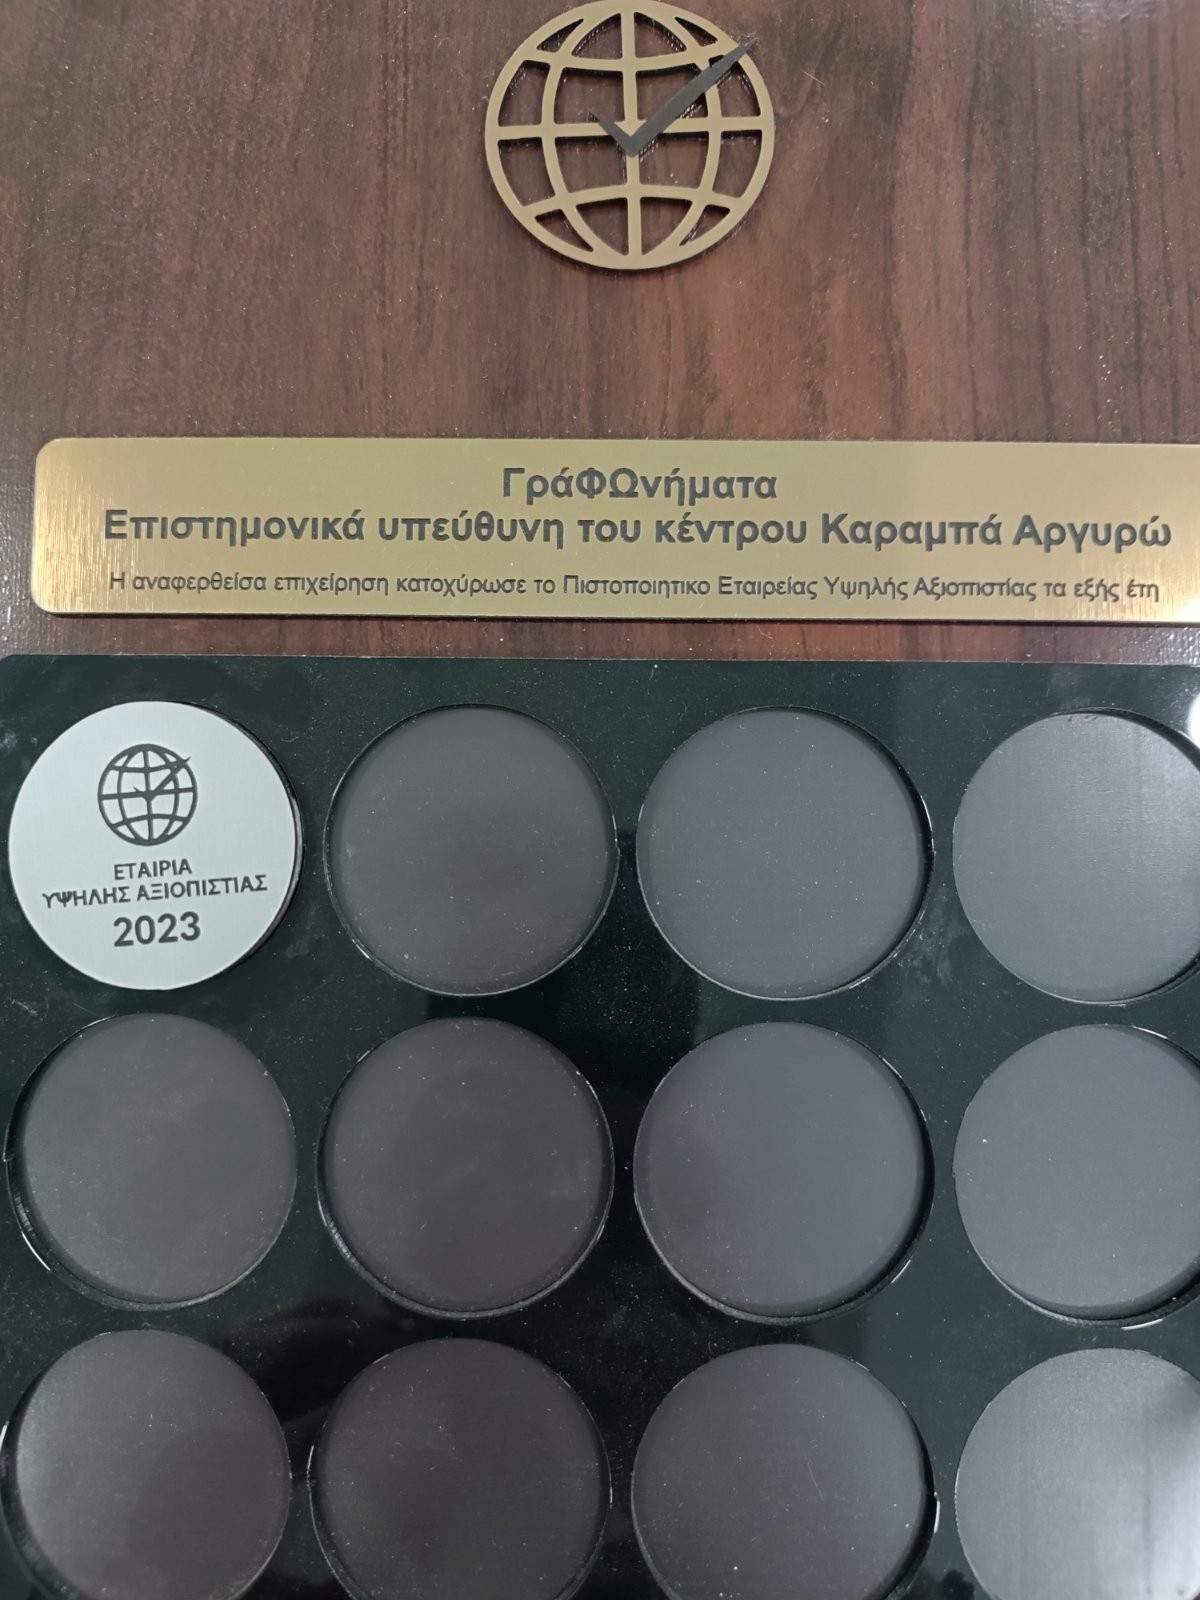 ΓράΦΩνήματα
Επιστημονικά υπεύθυνη του κέντρου Καραμπά Αργυρώ
Η αναφερθείσα επιχείρηση κατοχύρωσε το Πιστοποιητικο Εταιρείας Υψηλής Αξιοπιστίας τα εξής έτη
ΕΤΑΙΡΙΑ
ΥΨΗΛΗΣ ΑΞΙΟΠΙΣΤΙΑΣ
2023